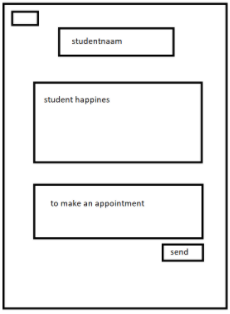 studentnaam
student happines
to make an appointment
send